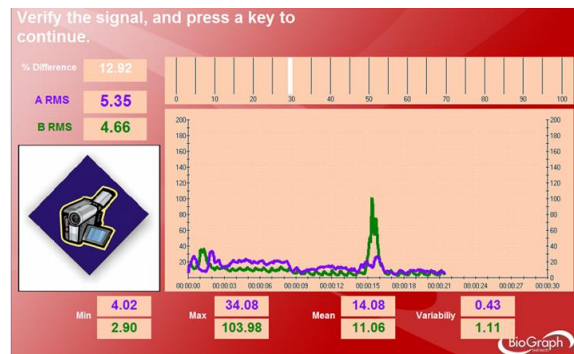 Verify the signal, and press a key to
continue.
% Difference 12.92
A RMS 5.35
B RMS 4.66
0 10 20 30 40 50 60 70 80 90 100
200 200
180 180
160 160
140 140
120 120
100 100
80 80
60 60
40 40
20 20
0 0
00:00:00 00:00:03 00:00:06 00:00:09 00:00:12 00:00:15 00:00:18 00:00:21 00:00:24 00:00:27 00:00:30
Min 4.02 Max 34.08 Mean 14.08 Variabiliy 0.43
2.90 103.98 11.06 1.11
BioGraph